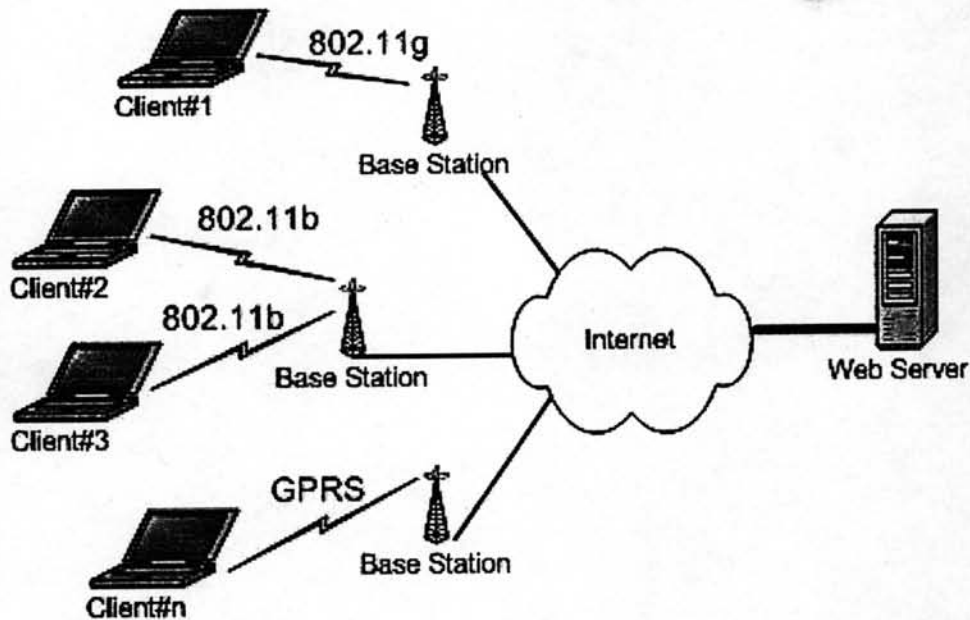 802.11g
Client#1
Base Station
802.11b
Client#2
802.11b
Base Station
Client#3
Internet
Web Server
GPRS
Base Station
Client#n